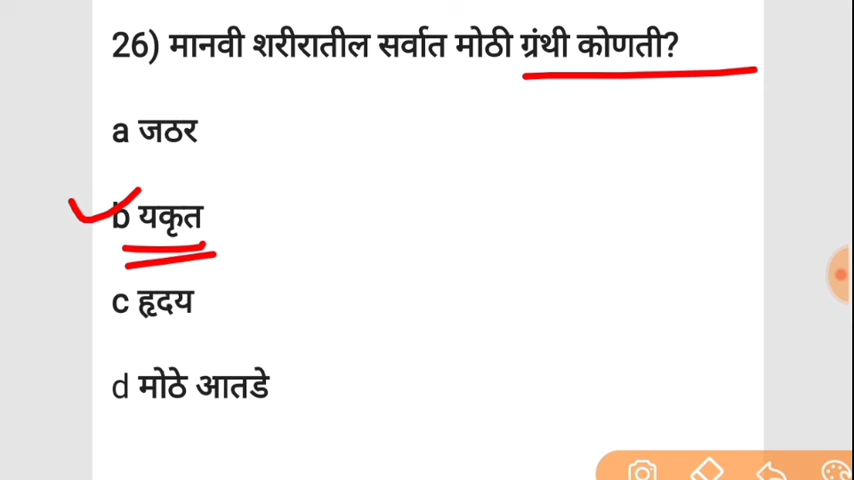 26) मानवी शरीरातील सर्वात मोठी ग्रंथी कोणती?
a जठर
b यकृत
c हृदय
d मोठे आतडे